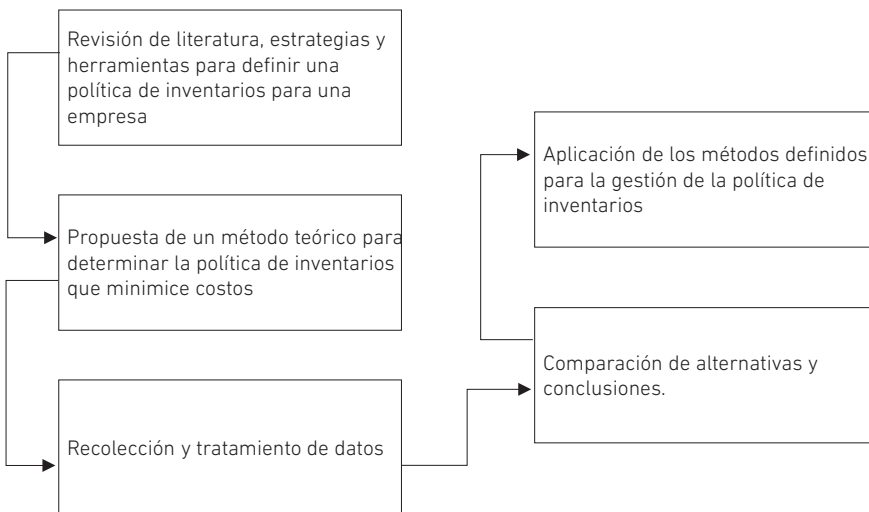 Revisión de literatura, estrategias y
herramientas para definir una
política de inventarios para una
empresa
Propuesta de un método teórico para
determinar la política de inventarios
que minimice costos
Recolección y tratamiento de datos
Aplicación de los métodos definidos
para la gestión de la política de
inventarios
Comparación de alternativas y
conclusiones.